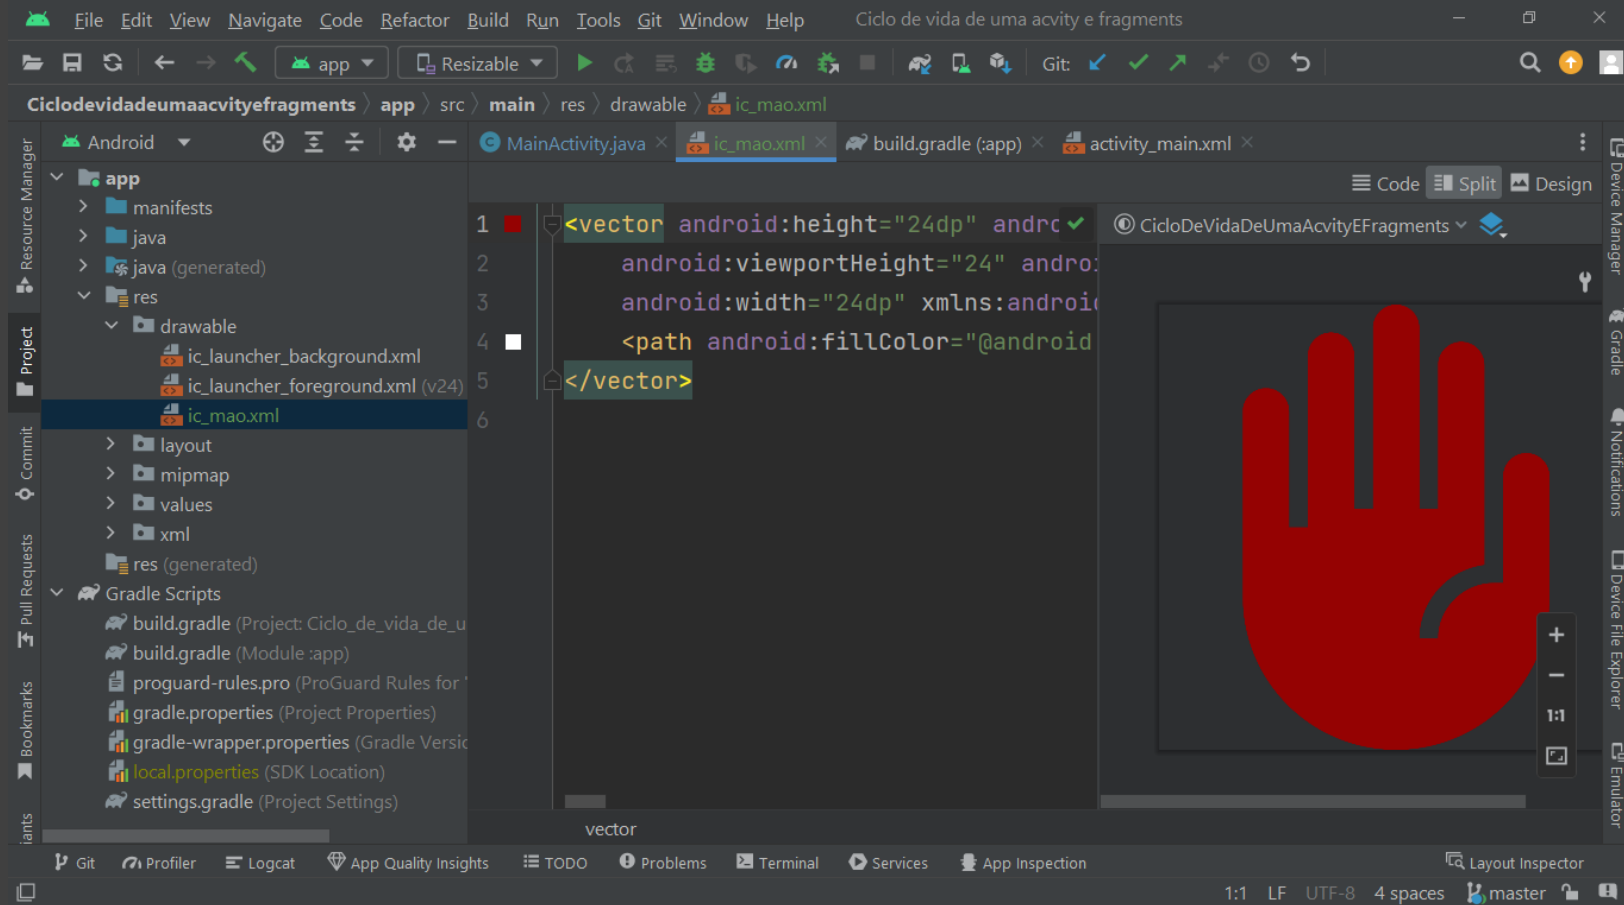 File Edit View Navigate Code Refactor Build Run Tools Git Window Help Ciclo de vida de uma acvity e fragments
app Resizable Git:
Ciclodevidadeumaacvityefragments app src main res drawable ic_mao.xml
Android
MainActivity.java ic_mao.xml build.gradle (:app) activity_main.xml
Code Split Design
Resource Manager
Project
Commit
Pull Requests
Bookmarks
app
manifests
java
java (generated)
res
drawable
ic_launcher_background.xml
ic_launcher_foreground.xml (v24)
ic_mao.xml
layout
mipmap
values
xml
res (generated)
Gradle Scripts
build.gradle (Project: Ciclo_de_vida_de_u
build.gradle (Module :app)
proguard-rules.pro (ProGuard Rules for "
gradle.properties (Project Properties)
gradle-wrapper.properties (Gradle Versio
local.properties (SDK Location)
settings.gradle (Project Settings)
1 <vector android:height="24dp" andro
2 android:viewportHeight="24" androi
3 android:width="24dp" xmlns:android
4 <path android:fillColor="@android
5 </vector>
6
vector
CicloDeVidaDeUmaAcvityEFragments
1:1
Device Manager
Gradle
Notifications
Device File Explorer
Emulator
Git Profiler Logcat App Quality Insights TODO Problems Terminal Services App Inspection Layout Inspector
1:1 LF UTF-8 4 spaces master